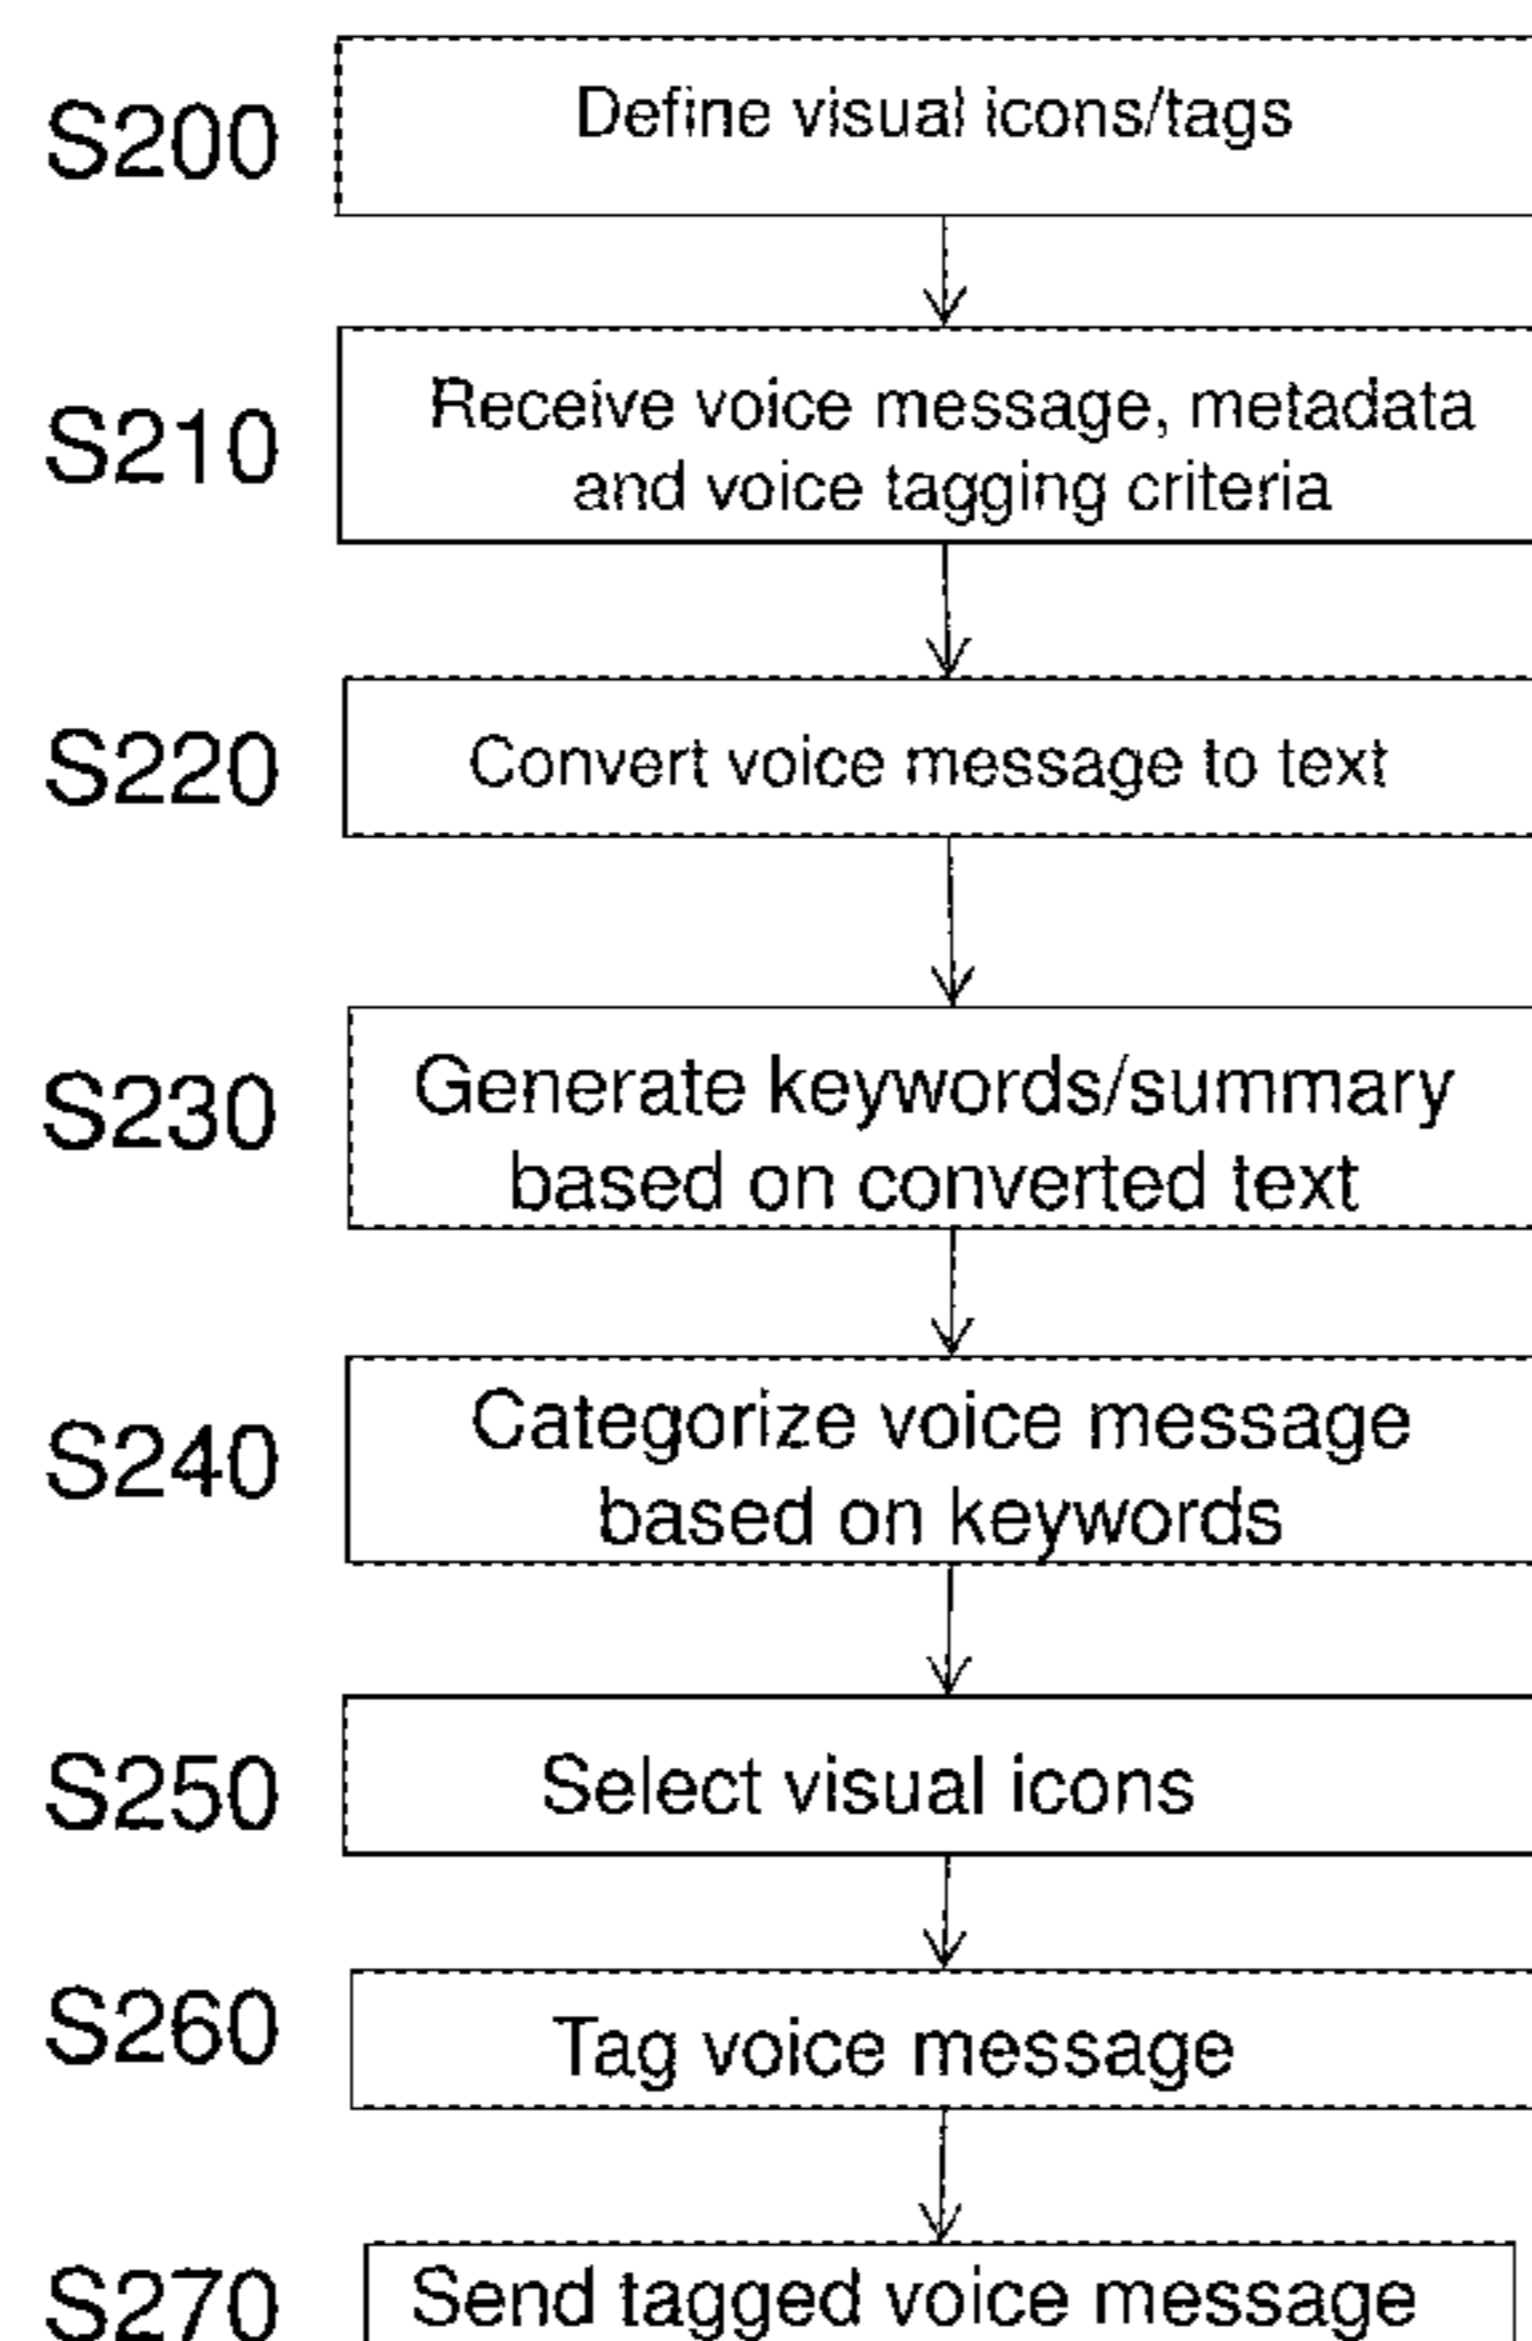 S200
Define visual icons/tags
S210
Receive voice message, metadata
and voice tagging criteria
S220
Convert voice message to text
S230
Generate keywords/summary
based on converted text
S240
Categorize voice message
based on keywords
S250
Select visual icons
S260
Tag voice message
S270
Send tagged voice message